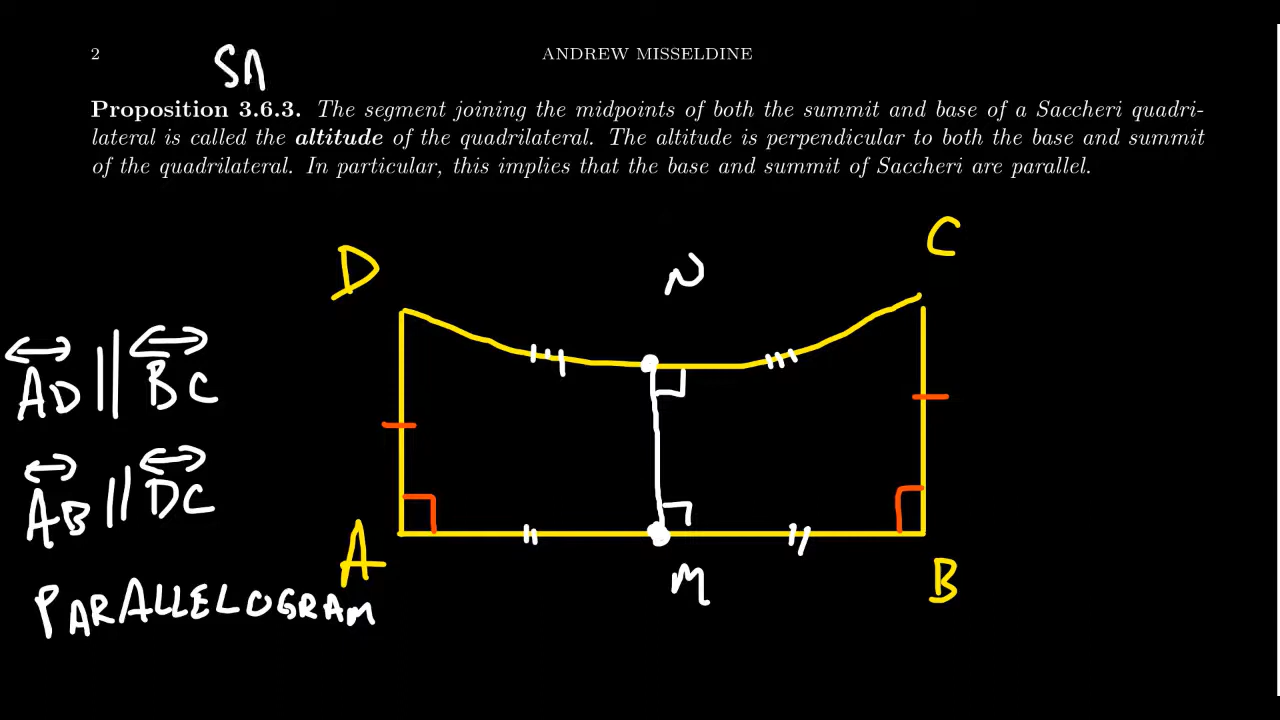 2 ANDREW MISSELDINE
SA
Proposition 3.6.3. The segment joining the midpoints of both the summit and base of a Saccheri quadri-
lateral is called the altitude of the quadrilateral. The altitude is perpendicular to both the base and summit
of the quadrilateral. In particular, this implies that the base and summit of Saccheri are parallel.
D N C
AD || BC
AB || DC
A M B
PARALLELOGRAM